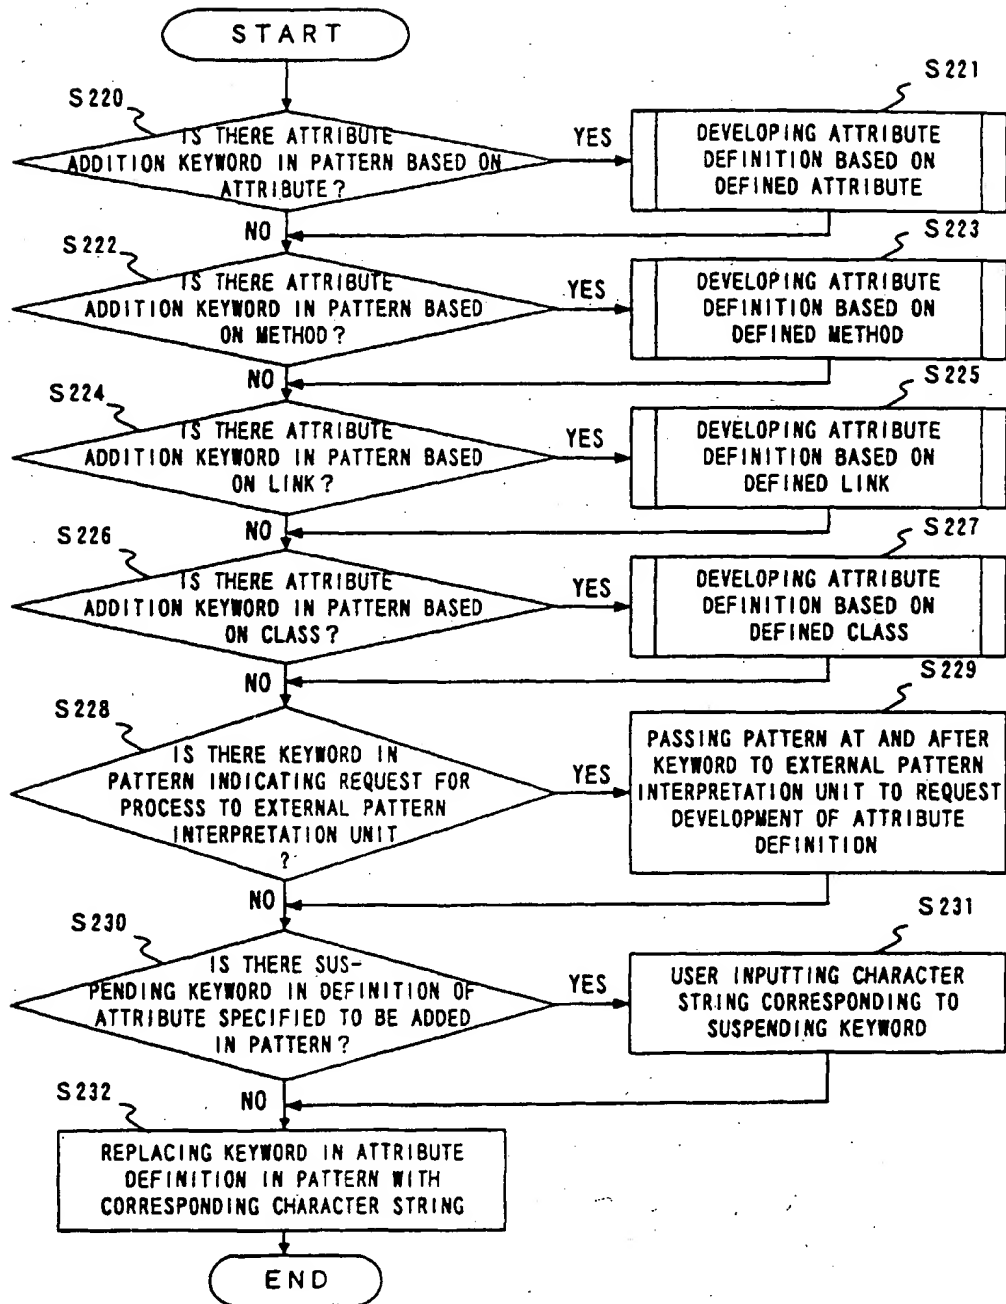 START
S220
IS THERE ATTRIBUTE
ADDITION KEYWORD IN PATTERN BASED ON
ATTRIBUTE?
YES
S221
DEVELOPING ATTRIBUTE
DEFINITION BASED ON
DEFINED ATTRIBUTE
NO
S222
IS THERE ATTRIBUTE
ADDITION KEYWORD IN PATTERN BASED
ON METHOD?
YES
S223
DEVELOPING ATTRIBUTE
DEFINITION BASED ON
DEFINED METHOD
NO
S224
IS THERE ATTRIBUTE
ADDITION KEYWORD IN PATTERN BASED
ON LINK?
YES
S225
DEVELOPING ATTRIBUTE
DEFINITION BASED ON
DEFINED LINK
NO
S226
IS THERE ATTRIBUTE
ADDITION KEYWORD IN PATTERN BASED
ON CLASS?
YES
S227
DEVELOPING ATTRIBUTE
DEFINITION BASED ON
DEFINED CLASS
NO
S228
IS THERE KEYWORD IN
PATTERN INDICATING REQUEST FOR
PROCESS TO EXTERNAL PATTERN
INTERPRETATION UNIT
?
YES
S229
PASSING PATTERN AT AND AFTER
KEYWORD TO EXTERNAL PATTERN
INTERPRETATION UNIT TO REQUEST
DEVELOPMENT OF ATTRIBUTE
DEFINITION
NO
S230
IS THERE SUS-
PENDING KEYWORD IN DEFINITION OF
ATTRIBUTE SPECIFIED TO BE ADDED
IN PATTERN?
YES
S231
USER INPUTTING CHARACTER
STRING CORRESPONDING TO
SUSPENDING KEYWORD
NO
S232
REPLACING KEYWORD IN ATTRIBUTE
DEFINITION IN PATTERN WITH
CORRESPONDING CHARACTER STRING
END